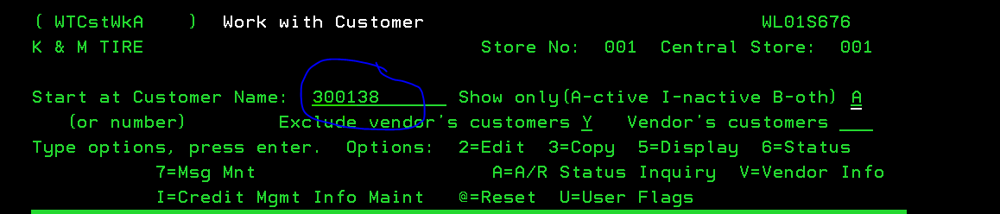 ( WTCstWkA ) Work with Customer WL01S676
K & M TIRE Store No: 001 Central Store: 001
Start at Customer Name: 300138 Show only(A-ctive I-nactive B-oth) A
(or number) Exclude vendor's customers Y Vendor's customers ___
Type options, press enter. Options: 2=Edit 3=Copy 5=Display 6=Status
7=Msg Mnt A=A/R Status Inquiry V=Vendor Info
I=Credit Mgmt Info Maint @=Reset U=User Flags